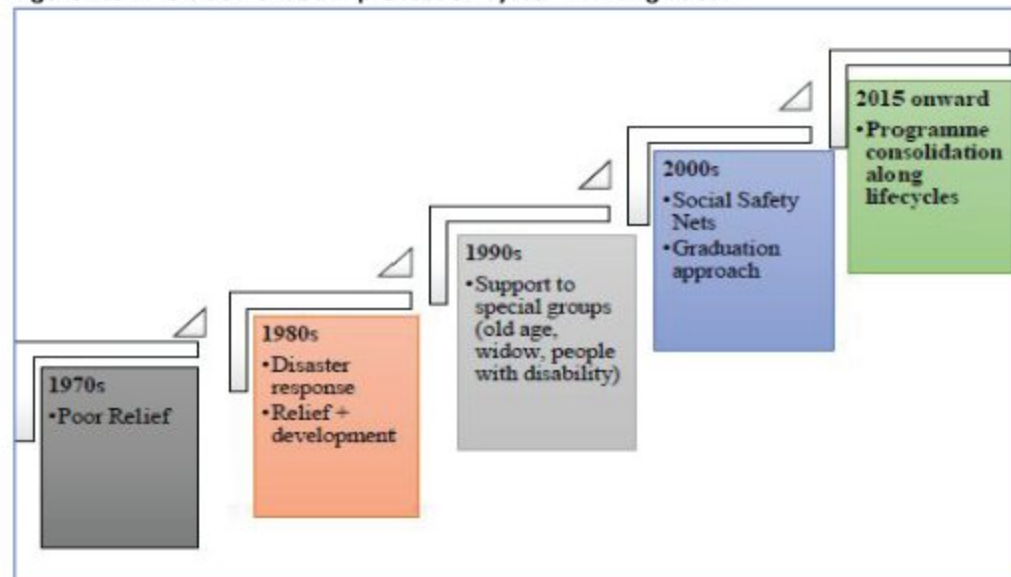 1970s
•Poor Relief
1980s
•Disaster
response
•Relief +
development
1990s
•Support to
special groups
(old age,
widow, people
with disability)
2000s
•Social Safety
Nets
•Graduation
approach
2015 onward
•Programme
consolidation
along
lifecycles